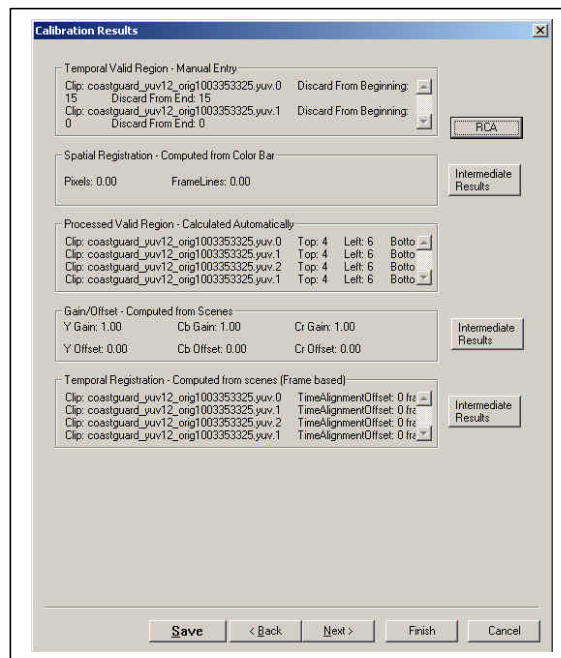 Calibration Results
Temporal Valid Region - Manual Entry
Clip: coastguard_yuv12_orig1003353325.yuv.0 Discard From Beginning:
15 Discard From End: 15
Clip: coastguard_yuv12_orig1003353325.yuv.1 Discard From Beginning:
0 Discard From End: 0
RCA
Spatial Registration - Computed from Color Bar
Pixels: 0.00 FrameLines: 0.00
Intermediate
Results
Processed Valid Region - Calculated Automatically
Clip: coastguard_yuv12_orig1003353325.yuv.0 Top: 4 Left: 6 Botto
Clip: coastguard_yuv12_orig1003353325.yuv.1 Top: 4 Left: 6 Botto
Clip: coastguard_yuv12_orig1003353325.yuv.2 Top: 4 Left: 6 Botto
Clip: coastguard_yuv12_orig1003353325.yuv.1 Top: 4 Left: 6 Botto
Gain/Offset - Computed from Scenes
Y Gain: 1.00 Cb Gain: 1.00 Cr Gain: 1.00
Y Offset: 0.00 Cb Offset: 0.00 Cr Offset: 0.00
Intermediate
Results
Temporal Registration - Computed from scenes (Frame based)
Clip: coastguard_yuv12_orig1003353325.yuv.0 TimeAlignmentOffset: 0 fra
Clip: coastguard_yuv12_orig1003353325.yuv.1 TimeAlignmentOffset: 0 fra
Clip: coastguard_yuv12_orig1003353325.yuv.2 TimeAlignmentOffset: 0 fra
Clip: coastguard_yuv12_orig1003353325.yuv.1 TimeAlignmentOffset: 0 fra
Intermediate
Results
Save < Back Next > Finish Cancel